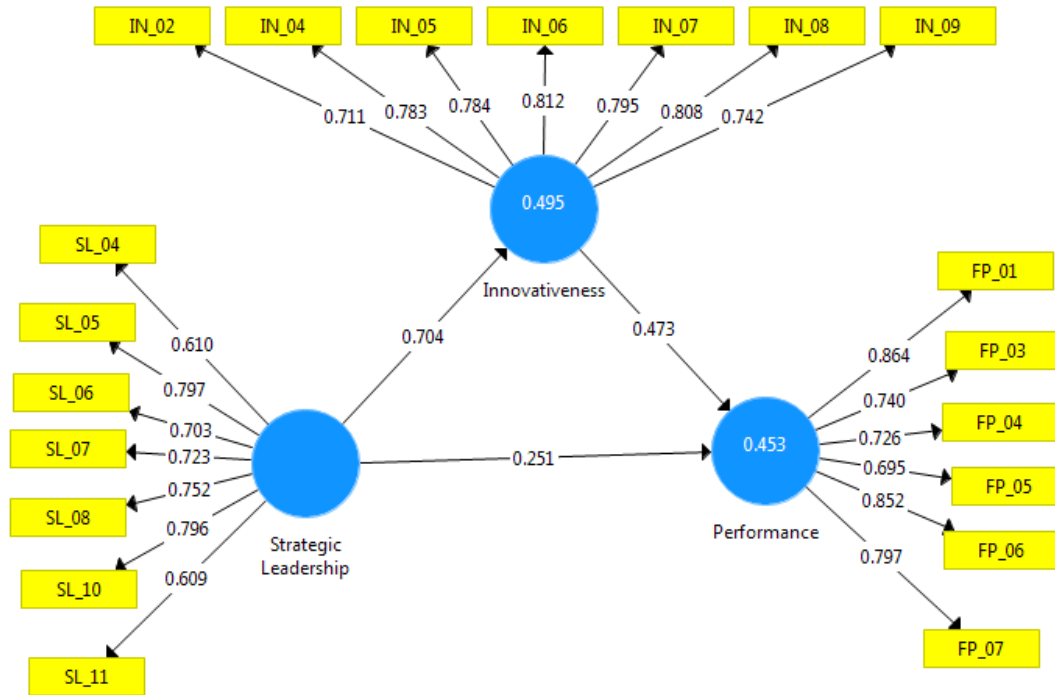 IN_02
IN_04
IN_05
IN_06
IN_07
IN_08
IN_09
0.711
0.783
0.784
0.812
0.795
0.808
0.742
0.495
Innovativeness
SL_04
SL_05
SL_06
SL_07
SL_08
SL_10
SL_11
0.610
0.797
0.703
0.723
0.752
0.796
0.609
Strategic
Leadership
0.704
0.473
0.251
0.453
Performance
0.864
0.740
0.726
0.695
0.852
0.797
FP_01
FP_03
FP_04
FP_05
FP_06
FP_07